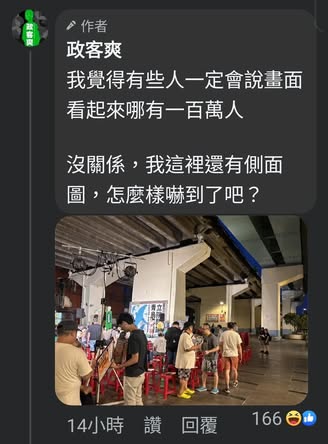 政客爽
作者
政客爽
我覺得有些人一定會說畫面
看起來哪有一百萬人
沒關係，我這裡還有側面
圖，怎麼樣嚇到了吧？
14小時 讚 回覆 166